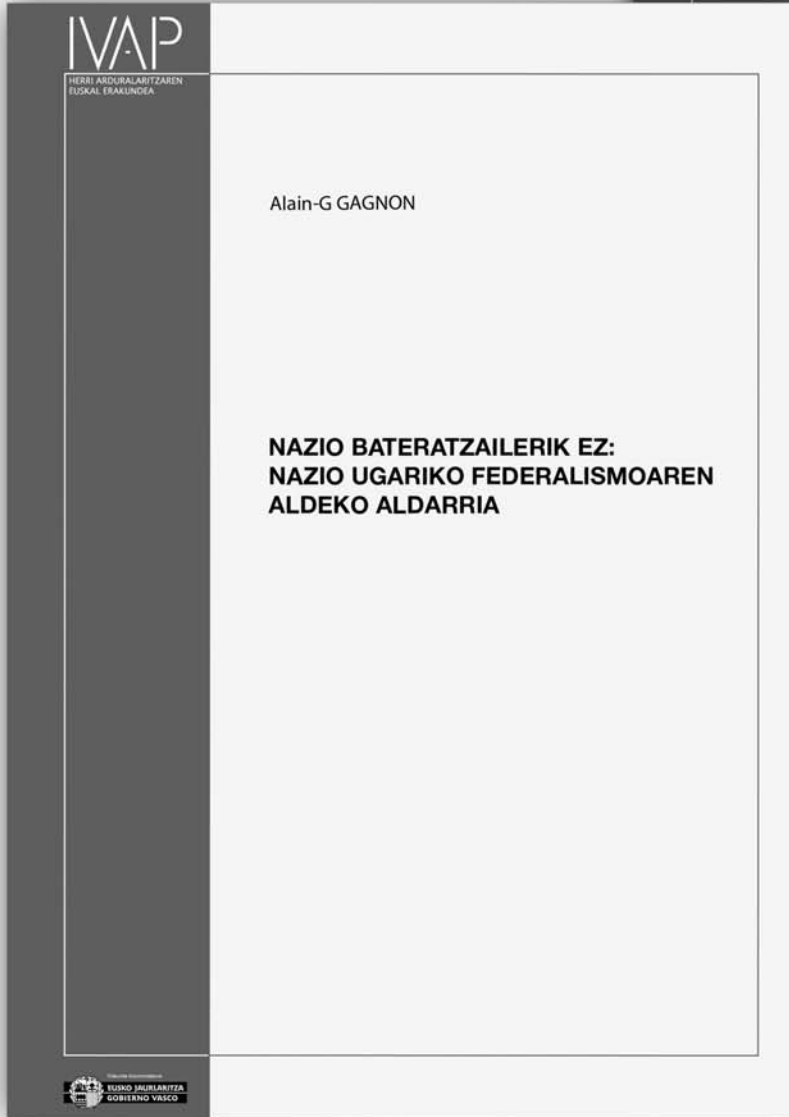 IVAP
HERRI ARDURALARITZAREN
EUSKAL ERAKUNDEA
Alain-G GAGNON
NAZIO BATERATZAILERIK EZ:
NAZIO UGARIKO FEDERALISMOAREN
ALDEKO ALDARRIA
EUSKO JAURLARITZA
GOBIERNO VASCO